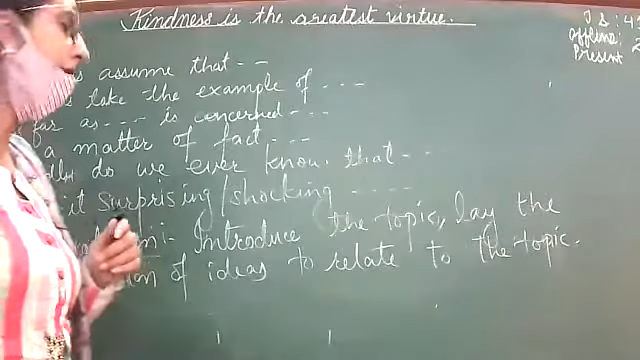 Kindness is the greatest virtue.
T S : 4
Offline:
Present 2
s assume that - -
s take the example of - - -
far as - - - is concerned - - -
a matter of fact - - -
do we ever know, that - - -
it surprising/shocking - - - -
Introduce the topic, lay the
of ideas to relate to the topic.